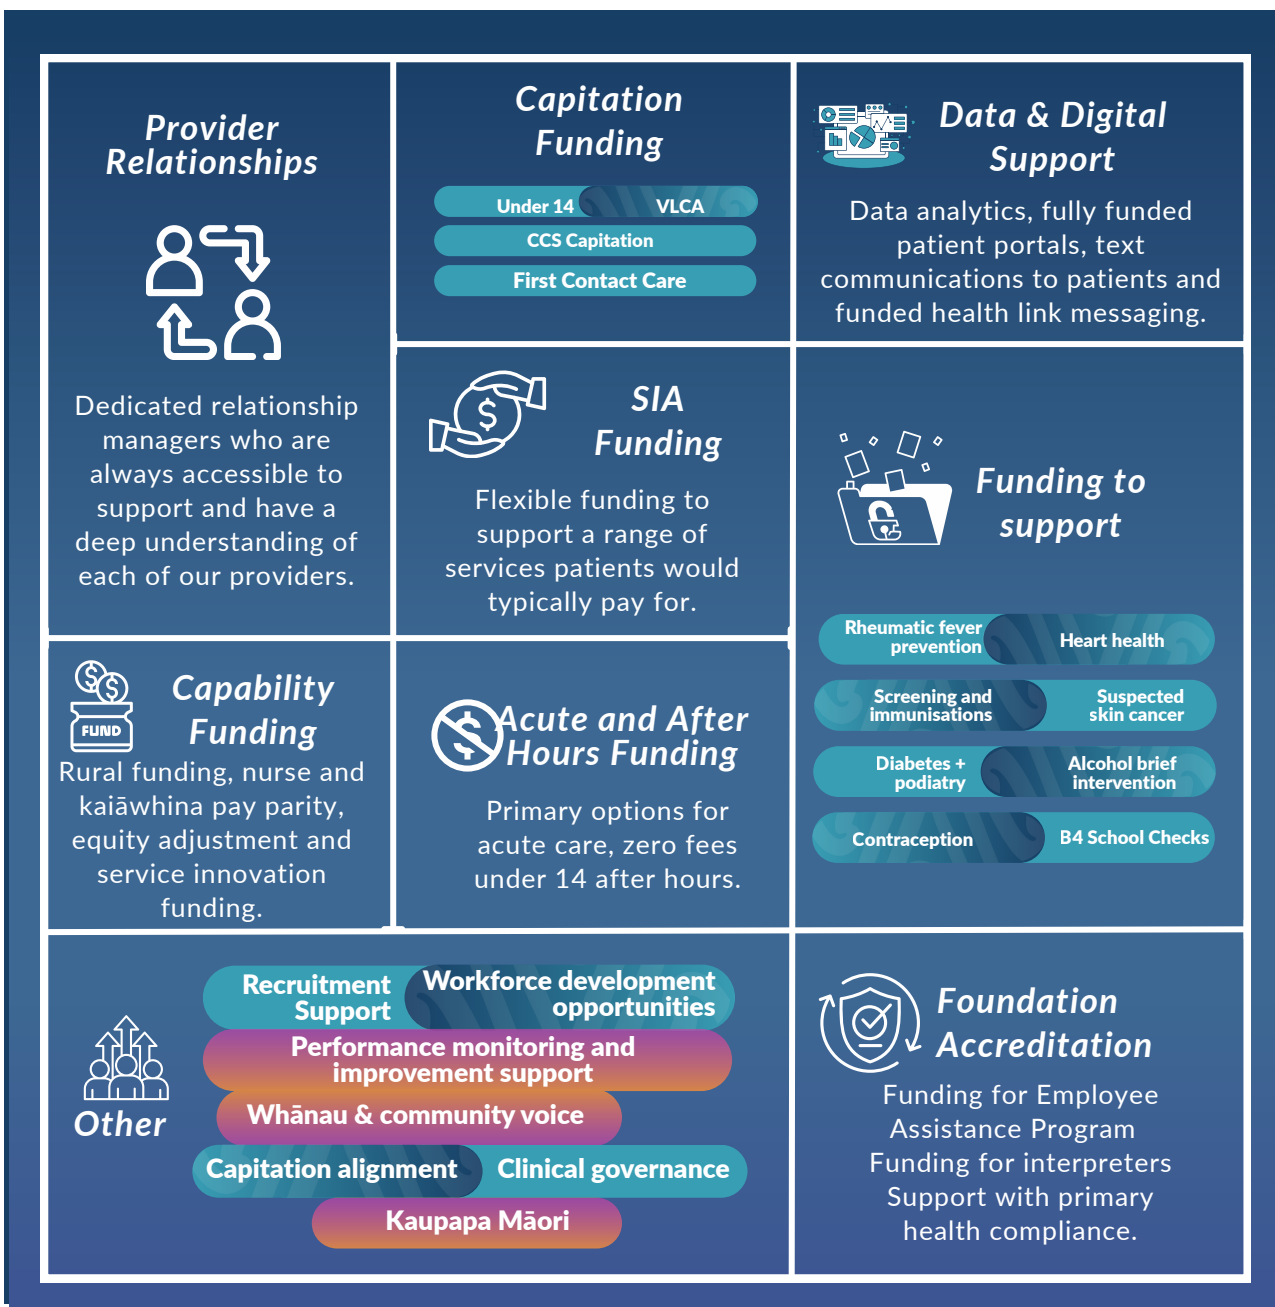 Provider
Relationships
Dedicated relationship
managers who are
always accessible to
support and have a
deep understanding of
each of our providers.
Capitation
Funding
Under 14
VLCA
CCS Capitation
First Contact Care
Data & Digital
Support
Data analytics, fully funded
patient portals, text
communications to patients and
funded health link messaging.
SIA
Funding
Flexible funding to
support a range of
services patients would
typically pay for.
Funding to
support
Rheumatic fever
prevention
Heart health
Screening and
immunisations
Suspected
skin cancer
Diabetes +
podiatry
Alcohol brief
intervention
Contraception
B4 School Checks
FUND
Capability
Funding
Rural funding, nurse and
kaiāwhina pay parity,
equity adjustment and
service innovation
funding.
Acute and After
Hours Funding
Primary options for
acute care, zero fees
under 14 after hours.
Other
Recruitment
Support
Workforce development
opportunities
Performance monitoring and
improvement support
Whānau & community voice
Capitation alignment
Clinical governance
Kaupapa Māori
Foundation
Accreditation
Funding for Employee
Assistance Program
Funding for interpreters
Support with primary
health compliance.